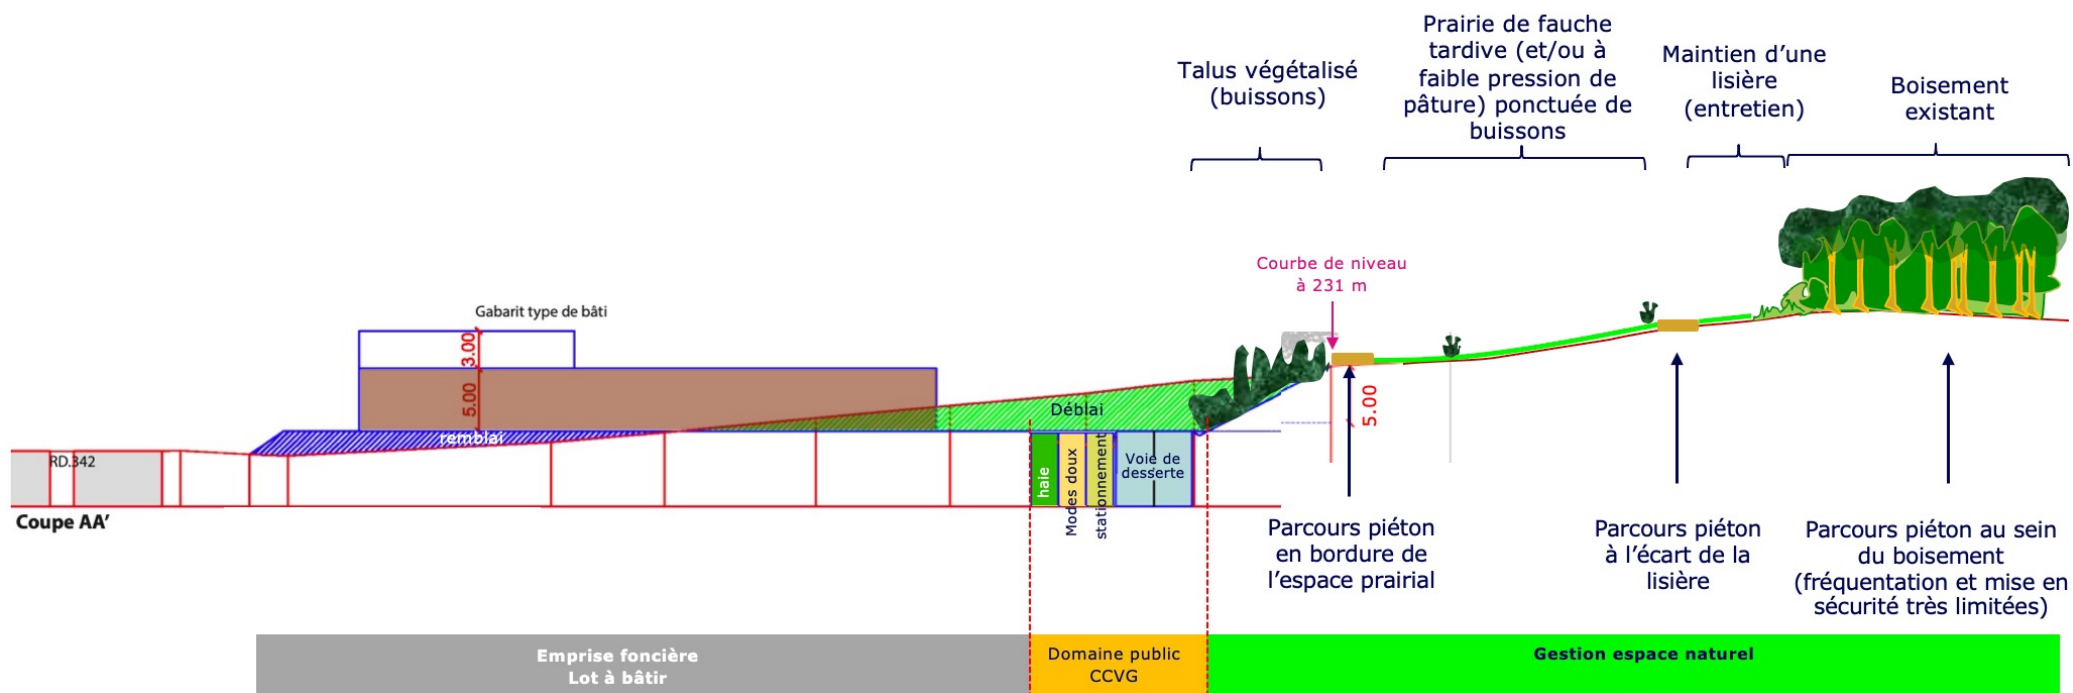 Talus végétalisé
(buissons)
Prairie de fauche
tardive (et/ou à
faible pression de
pâture) ponctuée de
buissons
Maintien d’une
lisière
(entretien)
Boisement
existant
Courbe de niveau
à 231 m
Gabarit type de bâti
3.00
5.00
remblai
Déblai
5.00
RD.342
haie
Modes doux
stationnement
Voie de
desserte
Coupe AA’
Parcours piéton
en bordure de
l’espace prairial
Parcours piéton
à l’écart de la
lisière
Parcours piéton au sein
du boisement
(fréquentation et mise en
sécurité très limitées)
Emprise foncière
Lot à bâtir
Domaine public
CCVG
Gestion espace naturel